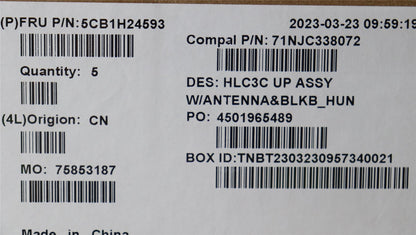 (P)FRU P/N:5CB1H24593
2023-03-23 09:59:19
Compal P/N: 71NJC338072
Quantity: 5
DES: HLC3C UP ASSY
W/ANTENNA&BLKB_HUN
(4L)Origion: CN
PO: 4501965489
MO: 75853187
BOX ID:TNBT2303230957340021
Made in China